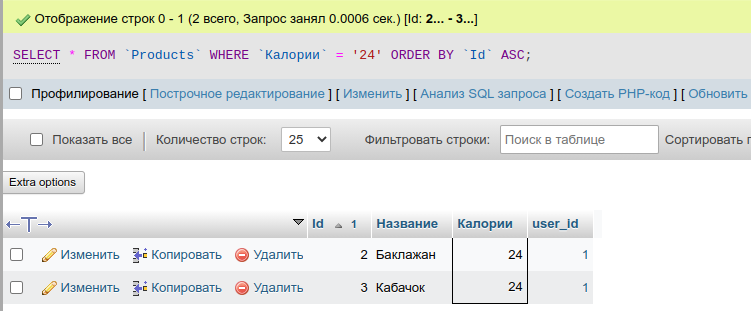 Отображение строк 0 - 1 (2 всего, Запрос занял 0.0006 сек.) [Id: 2... - 3...]
SELECT * FROM `Products` WHERE `Калории` = '24' ORDER BY `Id` ASC;
Профилирование [ Построчное редактирование ] [ Изменить ] [ Анализ SQL запроса ] [ Создать PHP-код ] [ Обновить
Показать все Количество строк: 25 Фильтровать строки: Поиск в таблице Сортировать
Extra options
Id 1 Название Калории user_id
Изменить Копировать Удалить 2 Баклажан 24 1
Изменить Копировать Удалить 3 Кабачок 24 1